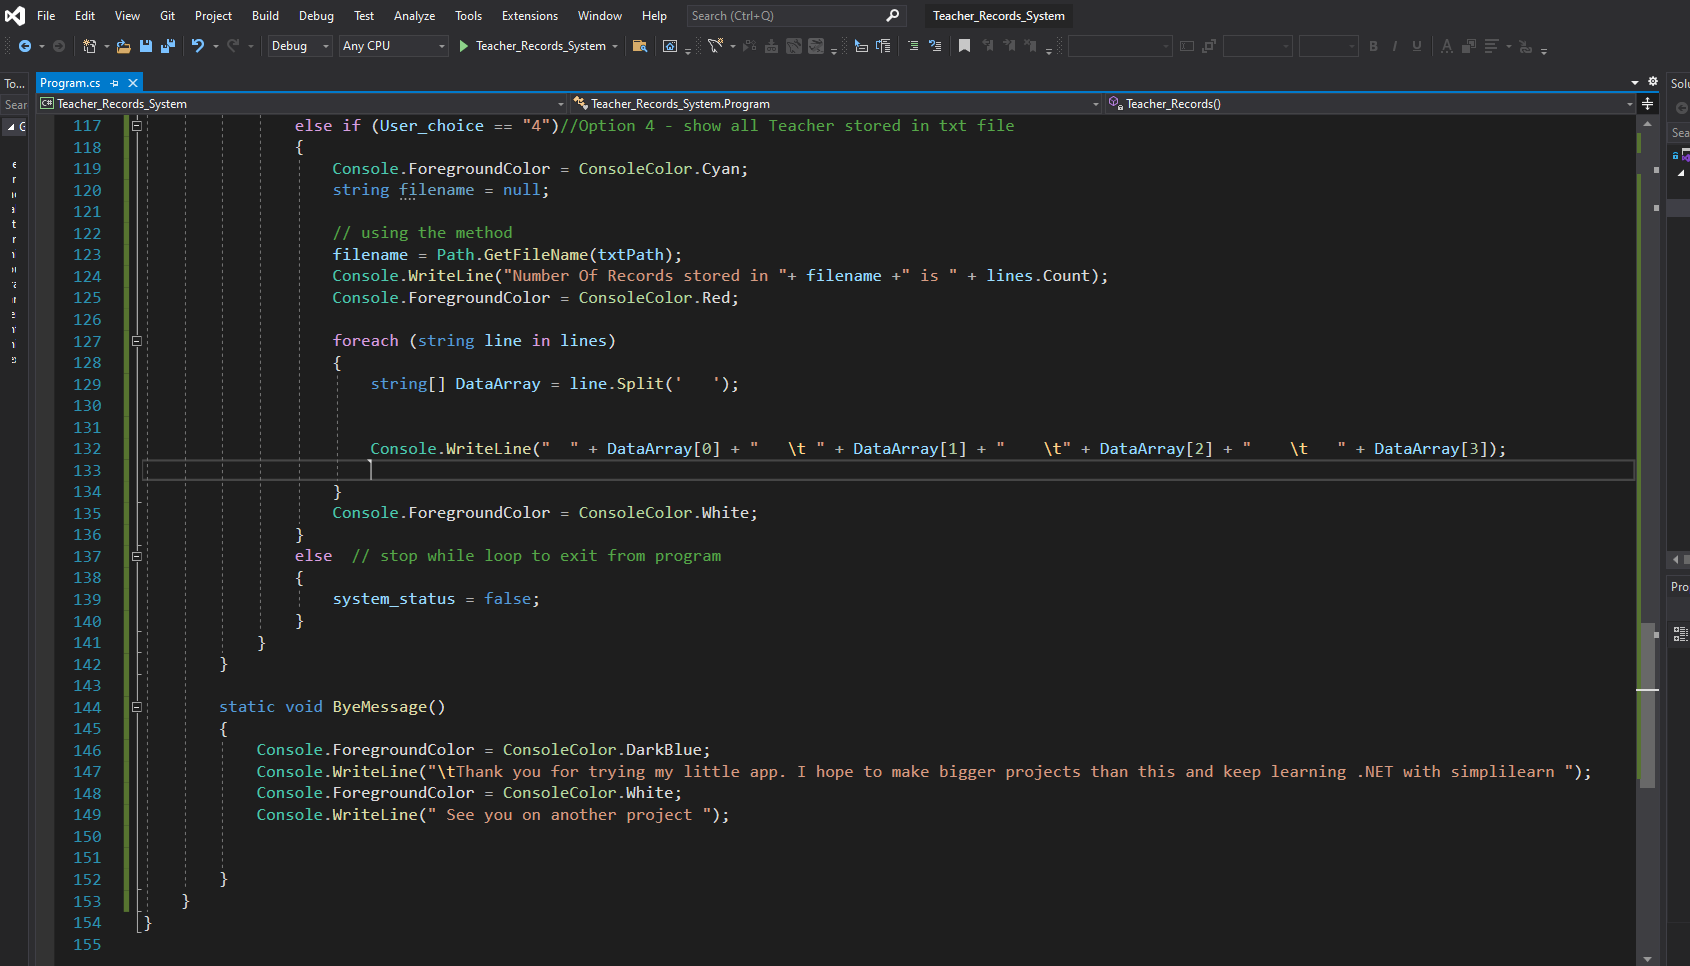 File Edit View Git Project Build Debug Test Analyze Tools Extensions Window Help Search (Ctrl+Q) Teacher_Records_System
Debug Any CPU Teacher_Records_System
To... Program.cs Solu
Sear C# Teacher_Records_System Teacher_Records_System.Program Teacher_Records()
Sea
117 else if (User_choice == "4")//Option 4 - show all Teacher stored in txt file
118 {
119 Console.ForegroundColor = ConsoleColor.Cyan;
120 string filename = null;
121
122 // using the method
123 filename = Path.GetFileName(txtPath);
124 Console.WriteLine("Number Of Records stored in "+ filename +" is " + lines.Count);
125 Console.ForegroundColor = ConsoleColor.Red;
126
127 foreach (string line in lines)
128 {
129 string[] DataArray = line.Split('   ');
130
131
132 Console.WriteLine("  " + DataArray[0] + "   \t " + DataArray[1] + "    \t" + DataArray[2] + "    \t   " + DataArray[3]);
133
134 }
135 Console.ForegroundColor = ConsoleColor.White;
136 }
137 else  // stop while loop to exit from program
138 {
139 system_status = false;
140 }
141 }
142 }
143
144 static void ByeMessage()
145 {
146 Console.ForegroundColor = ConsoleColor.DarkBlue;
147 Console.WriteLine("\tThank you for trying my little app. I hope to make bigger projects than this and keep learning .NET with simplilearn ");
148 Console.ForegroundColor = ConsoleColor.White;
149 Console.WriteLine(" See you on another project ");
150
151
152 }
153 }
154 }
155
Pro